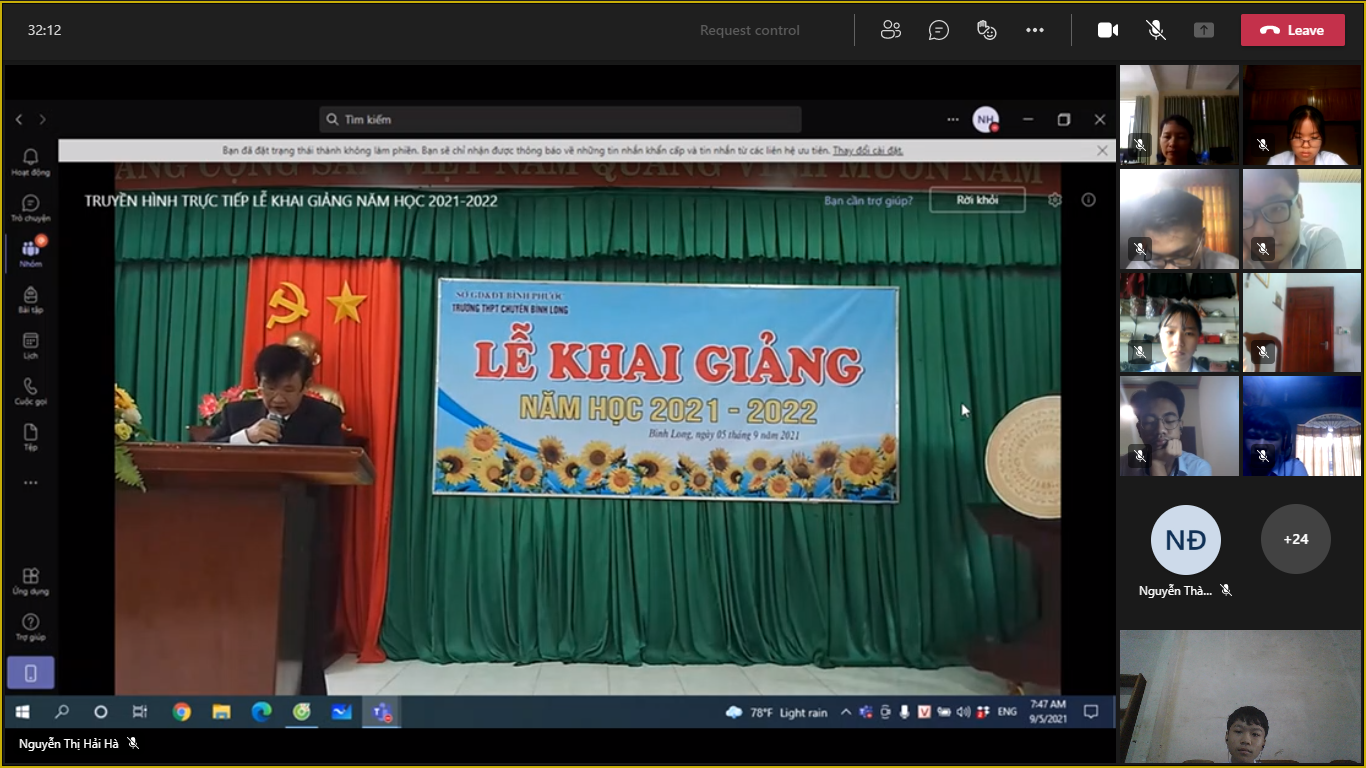 32:12
Request control
Leave
Tìm kiếm
NH
Bạn đã đặt trạng thái thành không làm phiền. Bạn sẽ chỉ nhận được thông báo về những tin nhắn khẩn cấp và tin nhắn từ các liên hệ ưu tiên. Thay đổi cài đặt.
ĐẢNG CỘNG SẢN VIỆT NAM QUANG VINH MUÔN NĂM
TRUYỀN HÌNH TRỰC TIẾP LỄ KHAI GIẢNG NĂM HỌC 2021-2022
Bạn cần trợ giúp?
Rời khỏi
Hoạt động
Trò chuyện
Nhóm
Bài tập
Lịch
Cuộc gọi
Tệp
Ứng dụng
Trợ giúp
SỞ GD&ĐT BÌNH PHƯỚC
TRƯỜNG THPT CHUYÊN BÌNH LONG
LỄ KHAI GIẢNG
NĂM HỌC 2021 - 2022
Bình Long, ngày 05 tháng 9 năm 2021
78°F Light rain
ENG
7:47 AM
9/5/2021
Nguyễn Thị Hải Hà
NĐ
Nguyễn Thà...
+24